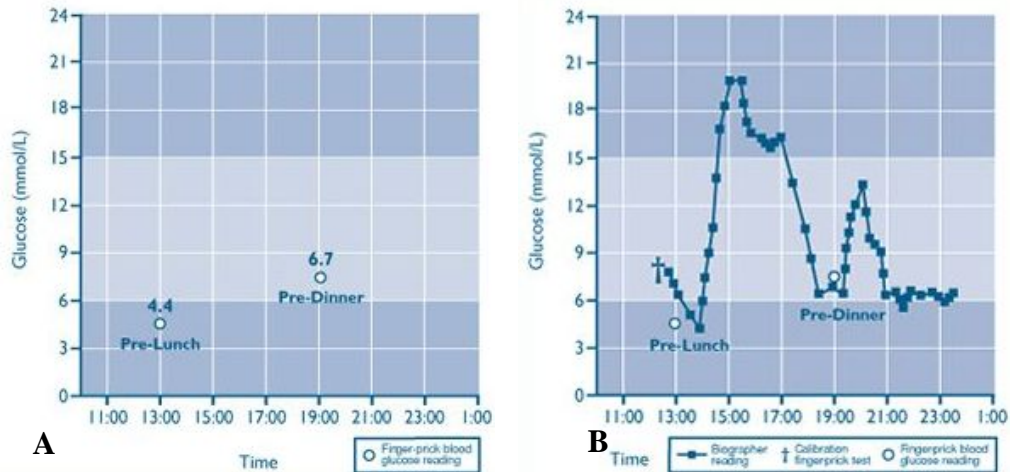 24
21
18
15
12
9
6
3
0
Glucose (mmol/L)
4.4
Pre-Lunch
6.7
Pre-Dinner
11:00 13:00 15:00 17:00 19:00 21:00 23:00 1:00
A
Time
Finger-prick blood
glucose reading
24
21
18
15
12
9
6
3
0
Glucose (mmol/L)
Pre-Lunch
Pre-Dinner
11:00 13:00 15:00 17:00 19:00 21:00 23:00 1:00
B
Time
Biographer
reading
Calibration
fingerprick test
Fingerprick blood
glucose reading